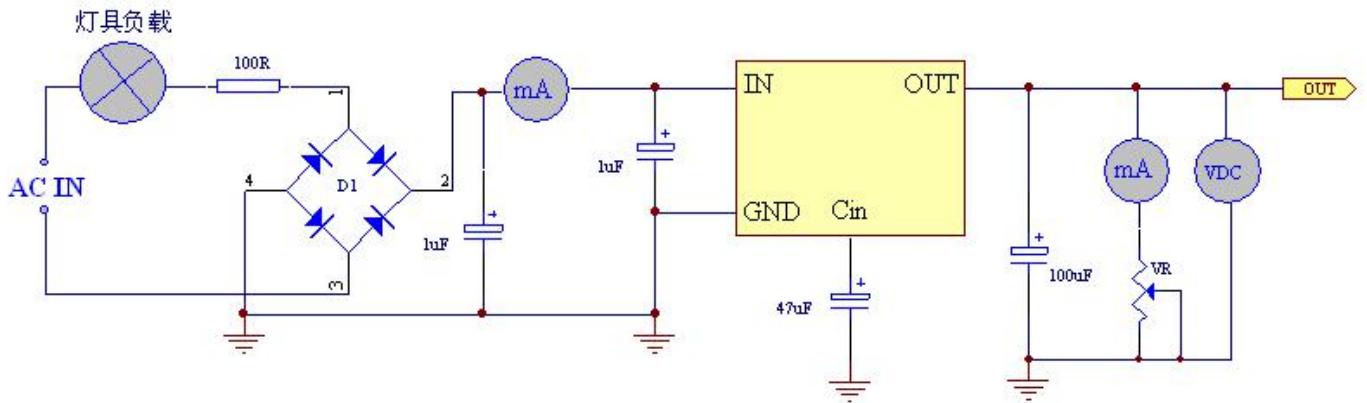 灯具负载
100R
AC IN
1
4
D1
2
3
1uF
mA
1uF
IN
OUT
GND
Cin
47uF
100uF
mA
VDC
VR
OUT